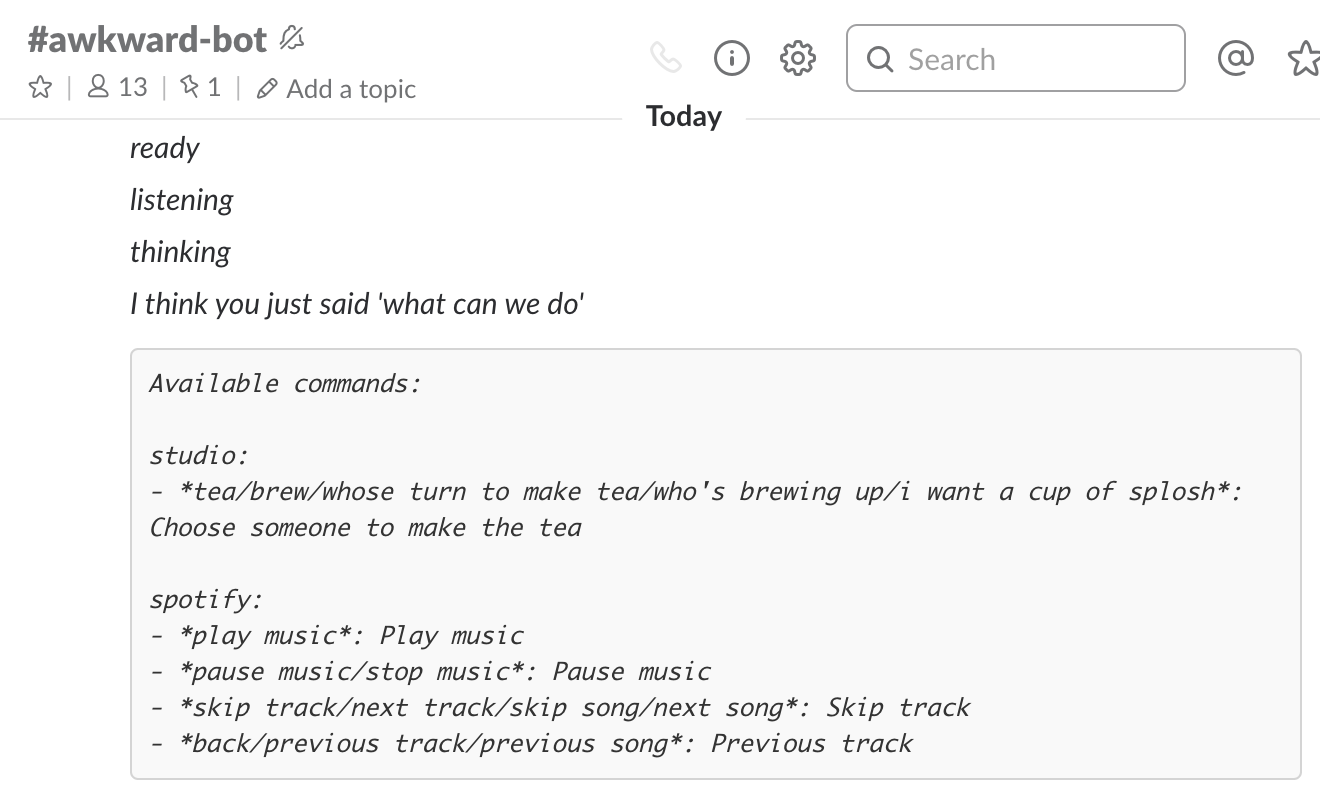 #awkward-bot
13 | 1 | Add a topic
Search
Today
ready
listening
thinking
I think you just said 'what can we do'
Available commands:
studio:
- *tea/brew/whose turn to make tea/who's brewing up/i want a cup of splosh*:
Choose someone to make the tea
spotify:
- *play music*: Play music
- *pause music/stop music*: Pause music
- *skip track/next track/skip song/next song*: Skip track
- *back/previous track/previous song*: Previous track